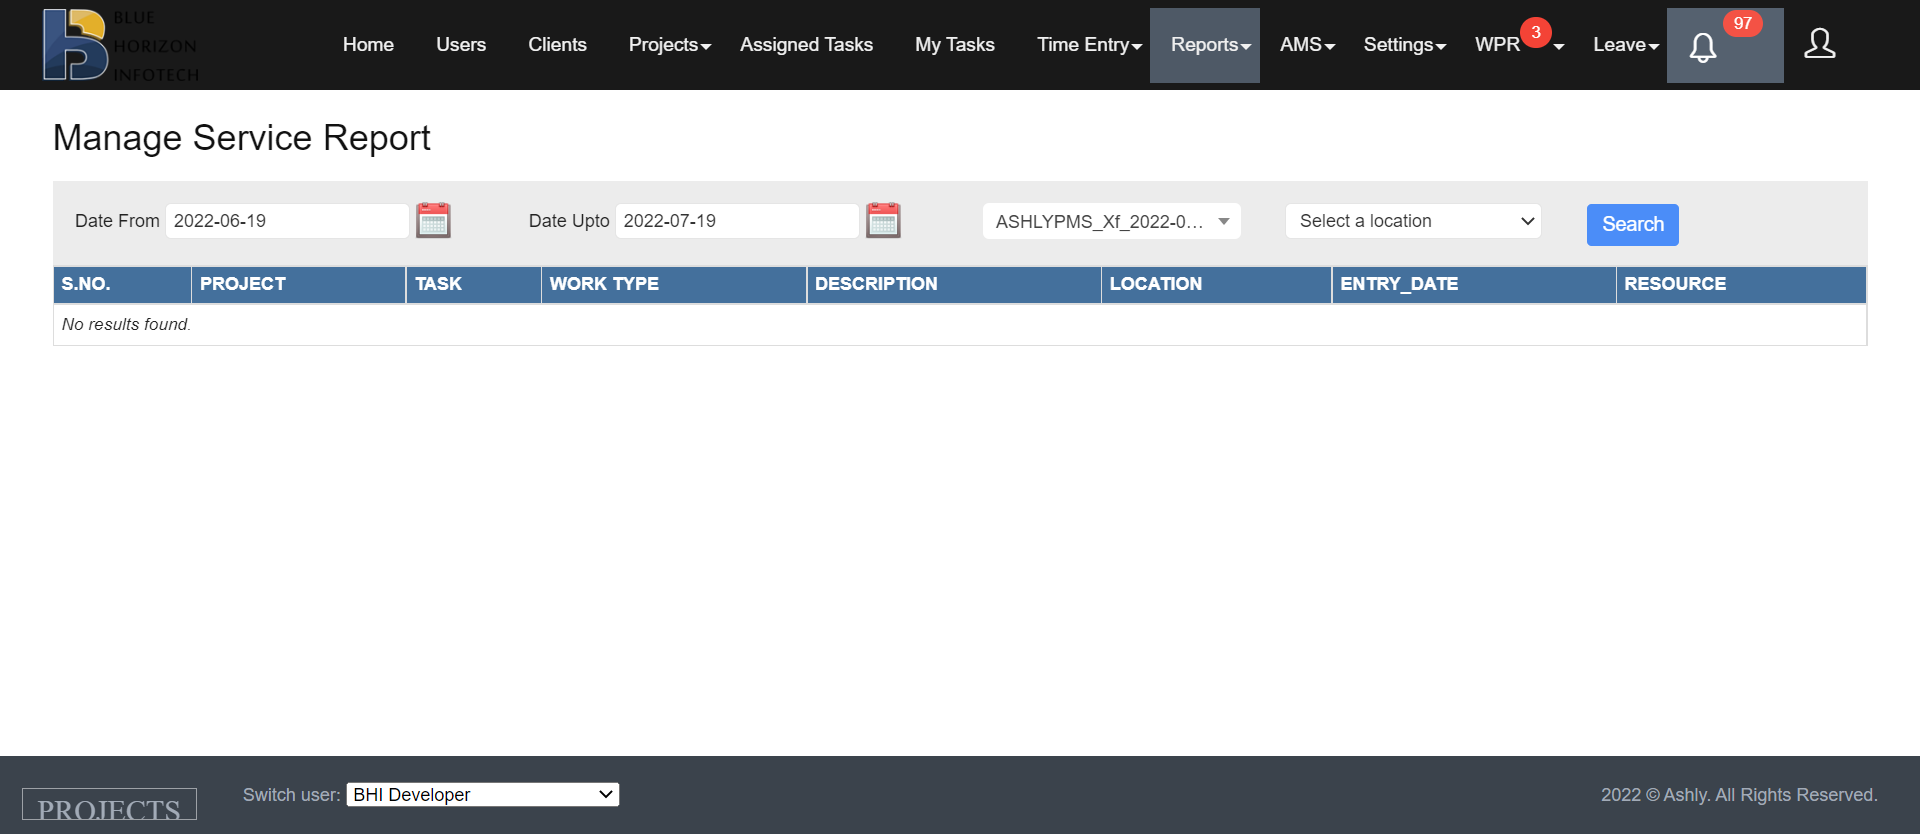 BLUE
HORIZON
INFOTECH
Home Users Clients Projects Assigned Tasks My Tasks Time Entry Reports AMS Settings WPR 3 Leave 97
Manage Service Report
Date From 2022-06-19 Date Upto 2022-07-19 ASHLYPMS_Xf_2022-0... Select a location Search
S.NO. PROJECT TASK WORK TYPE DESCRIPTION LOCATION ENTRY_DATE RESOURCE
No results found.
PROJECTS Switch user: BHI Developer 2022 © Ashly. All Rights Reserved.